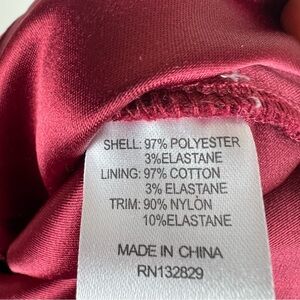 SHELL: 97% POLYESTER
3%ELASTANE
LINING: 97% COTTON
3% ELASTANE
TRIM: 90% NYLON
10%ELASTANE
MADE IN CHINA
RN132829